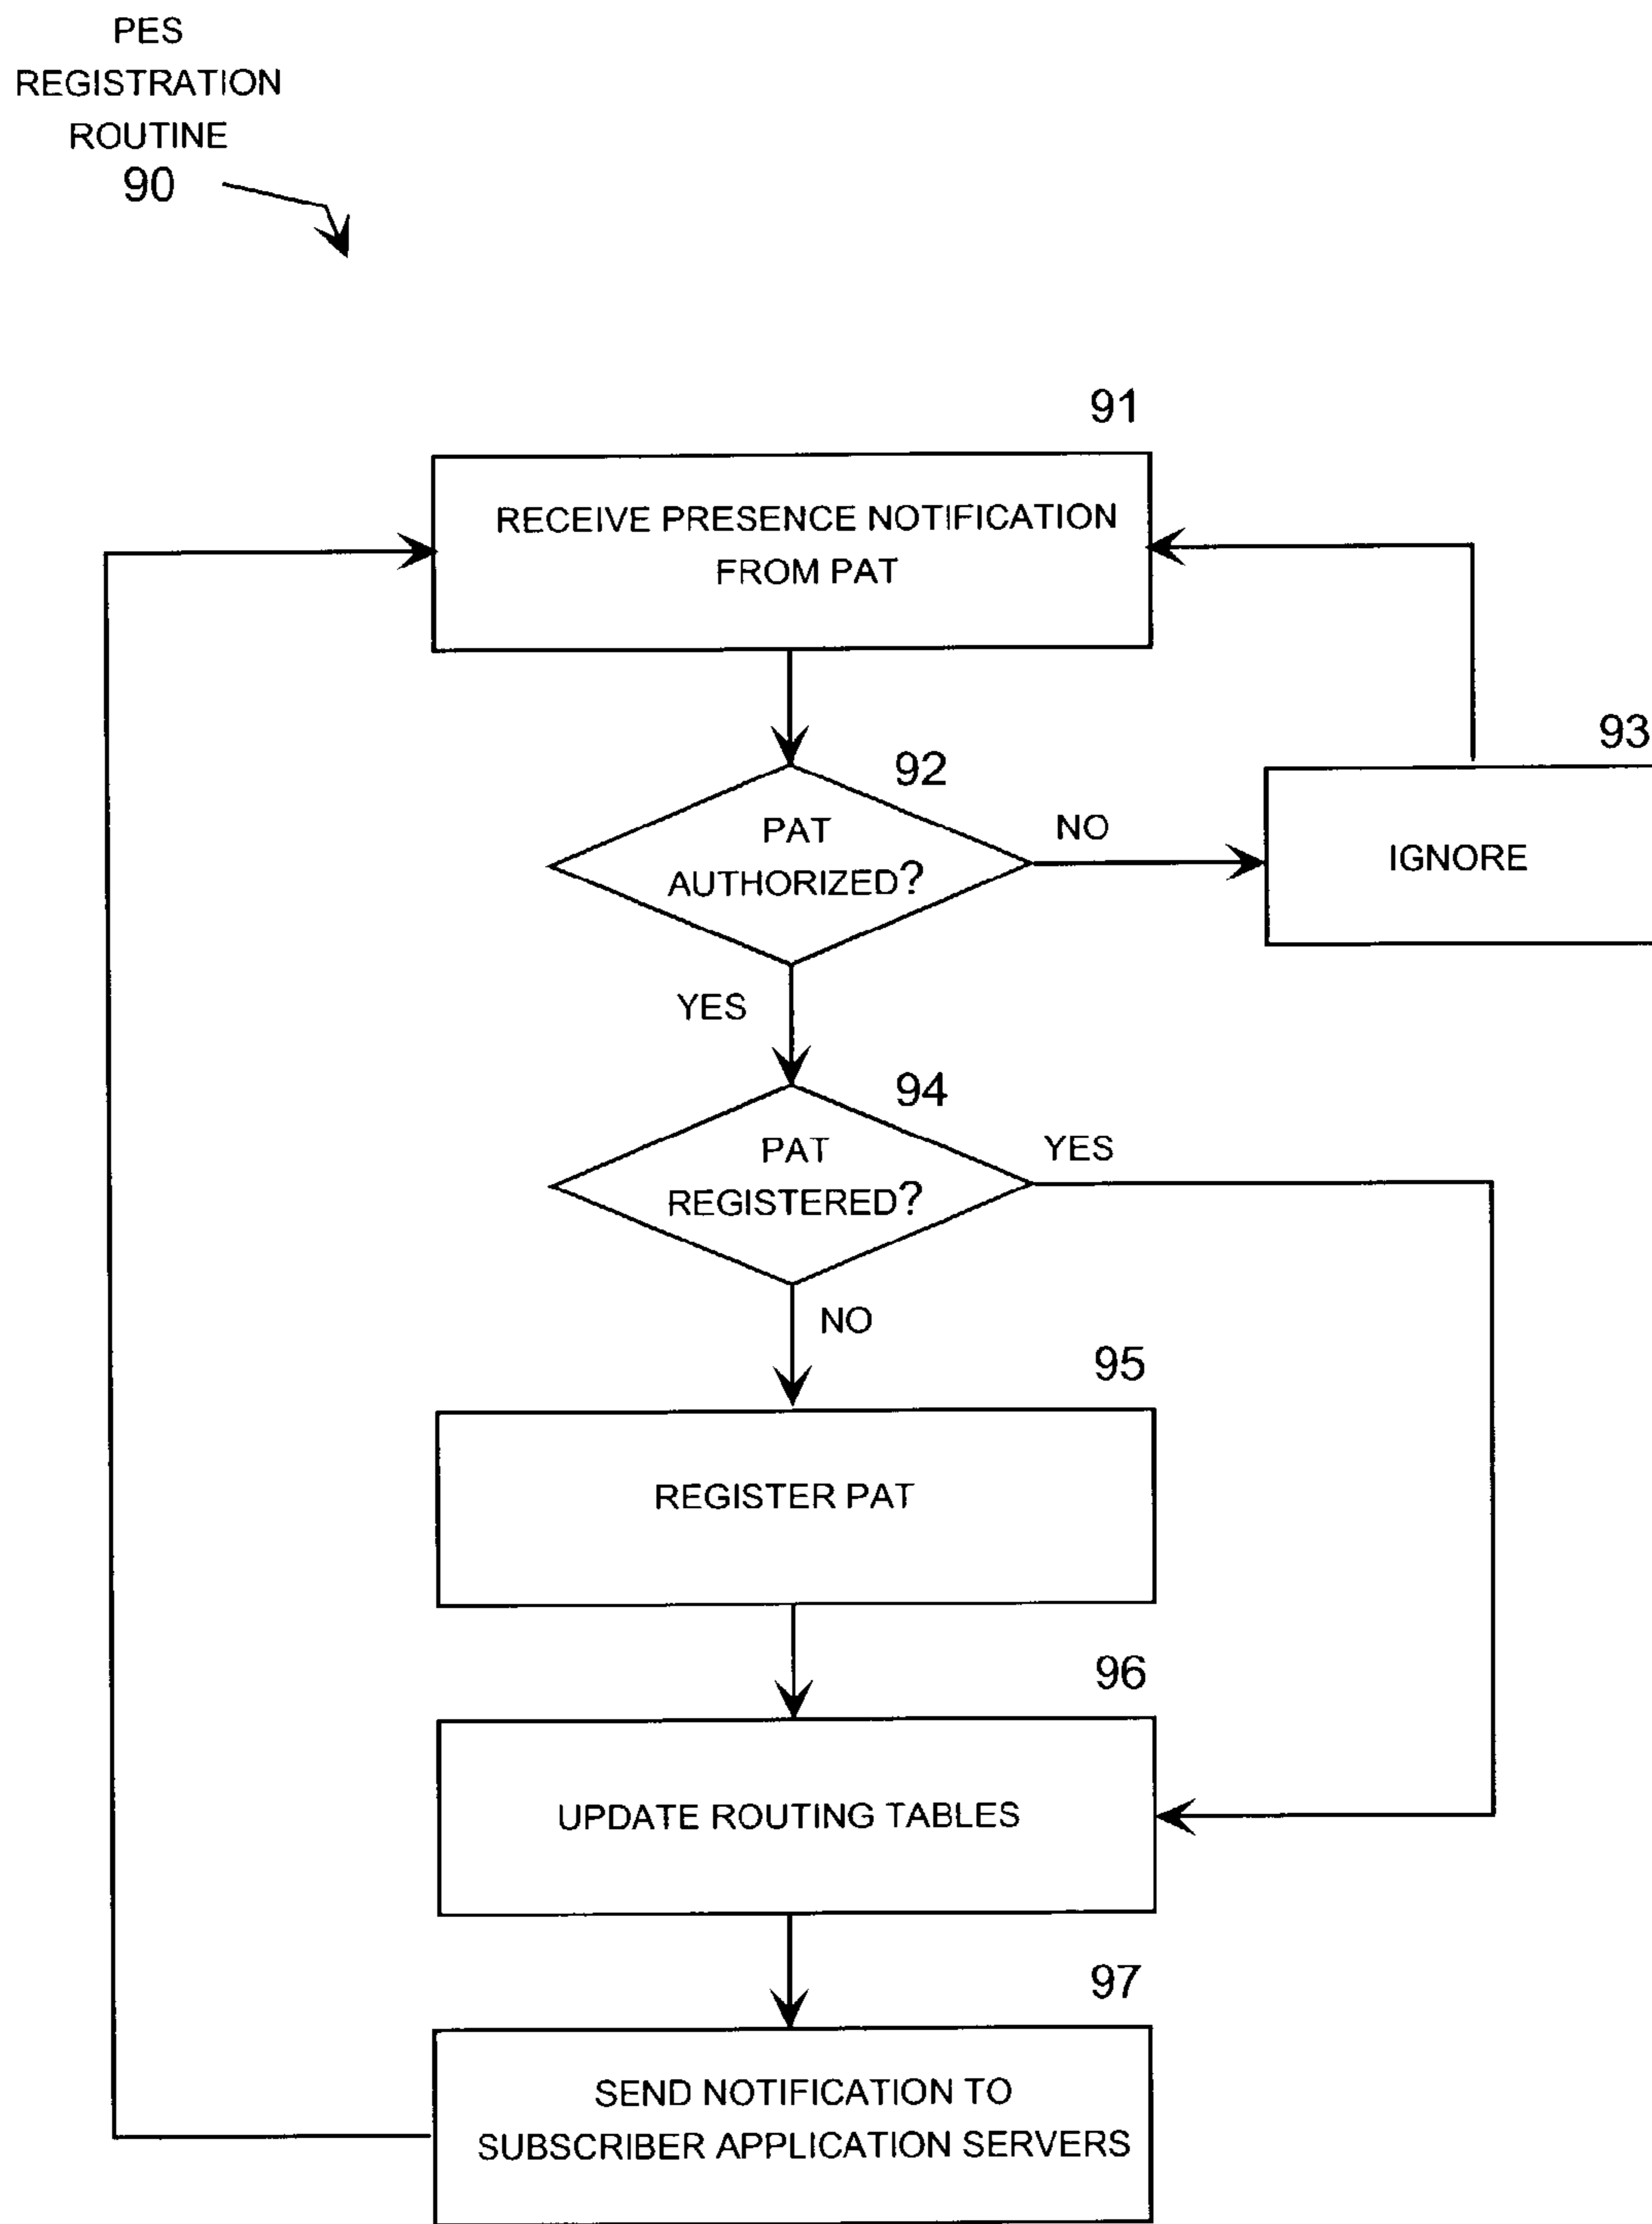 PES
REGISTRATION
ROUTINE
90
91
RECEIVE PRESENCE NOTIFICATION
FROM PAT
92
PAT
AUTHORIZED?
NO
93
IGNORE
YES
94
PAT
REGISTERED?
YES
NO
95
REGISTER PAT
96
UPDATE ROUTING TABLES
97
SEND NOTIFICATION TO
SUBSCRIBER APPLICATION SERVERS